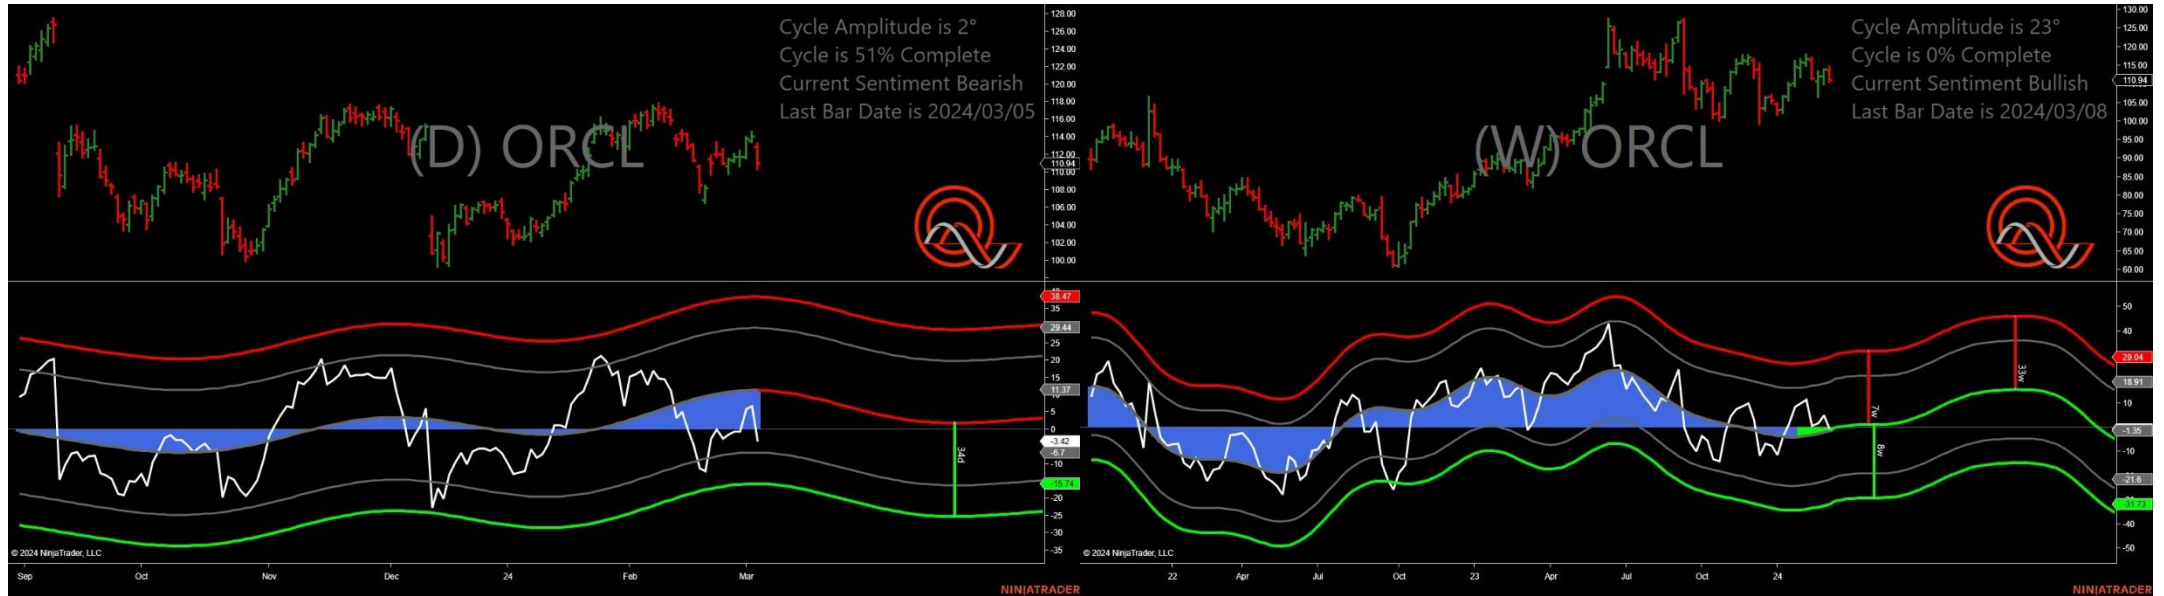 Cycle Amplitude is 2°
Cycle is 51% Complete
Current Sentiment Bearish
Last Bar Date is 2024/03/05
(D) ORCL
128.00
126.00
124.00
122.00
120.00
118.00
116.00
114.00
112.00
110.94
110.00
108.00
106.00
104.00
102.00
100.00
38.47
35
29.44
25
20
15
11.37
5
0
-3.42
-6.7
-10
-15.74
-20
-25
-30
-35
34d
© 2024 NinjaTrader, LLC
Sep
Oct
Nov
Dec
24
Feb
Mar
NINJATRADER
Cycle Amplitude is 23°
Cycle is 0% Complete
Current Sentiment Bullish
Last Bar Date is 2024/03/08
(W) ORCL
130.00
125.00
120.00
115.00
110.94
105.00
100.00
95.00
90.00
85.00
80.00
75.00
70.00
65.00
60.00
50
40
29.04
18.91
10
-1.35
-10
-21.6
-31.73
-40
-50
7w
8w
33w
© 2024 NinjaTrader, LLC
22
Apr
Jul
Oct
23
Apr
Jul
Oct
24
NINJATRADER